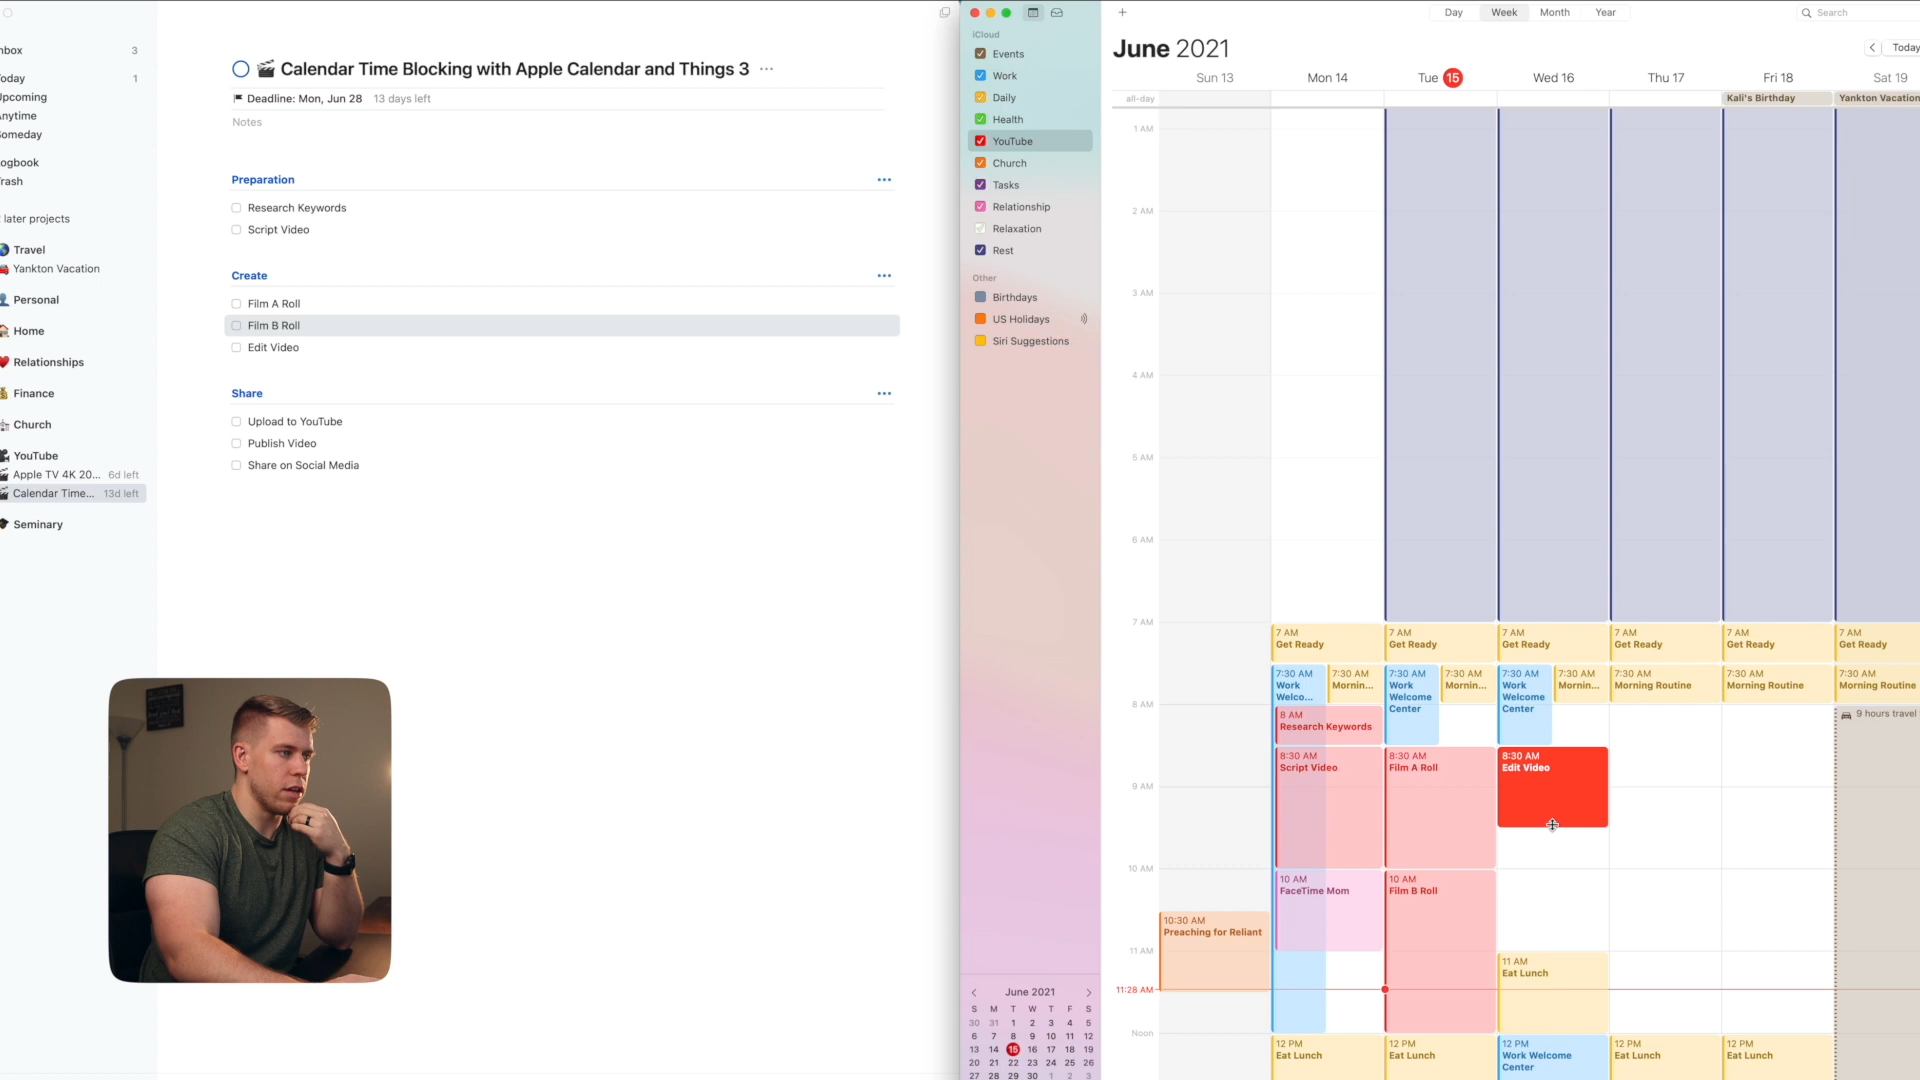 nbox 3
oday 1
Upcoming
Anytime
Someday
ogbook
rash
later projects
Travel
Yankton Vacation
Personal
Home
Relationships
Finance
Church
YouTube
Apple TV 4K 20... 6d left
Calendar Time... 13d left
Seminary
Calendar Time Blocking with Apple Calendar and Things 3 ...
Deadline: Mon, Jun 28 13 days left
Notes
Preparation
Research Keywords
Script Video
Create
Film A Roll
Film B Roll
Edit Video
Share
Upload to YouTube
Publish Video
Share on Social Media
iCloud
Events
Work
Daily
Health
YouTube
Church
Tasks
Relationship
Relaxation
Rest
Other
Birthdays
US Holidays
Siri Suggestions
June 2021
S M T W T F S
30 31 1 2 3 4 5
6 7 8 9 10 11 12
13 14 15 16 17 18 19
20 21 22 23 24 25 26
27 28 29 30 1 2 3
Day Week Month Year
Search
June 2021
Today
Sun 13 Mon 14 Tue 15 Wed 16 Thu 17 Fri 18 Sat 19
all-day
Kali's Birthday
Yankton Vacation
1 AM
2 AM
3 AM
4 AM
5 AM
6 AM
7 AM
8 AM
9 AM
10 AM
11 AM
11:28 AM
Noon
10:30 AM
Preaching for Reliant
7 AM
Get Ready
7:30 AM
Work
Welco...
7:30 AM
Mornin...
8 AM
Research Keywords
8:30 AM
Script Video
10 AM
FaceTime Mom
12 PM
Eat Lunch
7 AM
Get Ready
7:30 AM
Work
Welcome
Center
7:30 AM
Mornin...
8:30 AM
Film A Roll
10 AM
Film B Roll
12 PM
Eat Lunch
7 AM
Get Ready
7:30 AM
Work
Welcome
Center
7:30 AM
Mornin...
8:30 AM
Edit Video
11 AM
Eat Lunch
12 PM
Work Welcome
Center
7 AM
Get Ready
7:30 AM
Morning Routine
12 PM
Eat Lunch
7 AM
Get Ready
7:30 AM
Morning Routine
12 PM
Eat Lunch
7 AM
Get Ready
7:30 AM
Morning Routine
9 hours travel